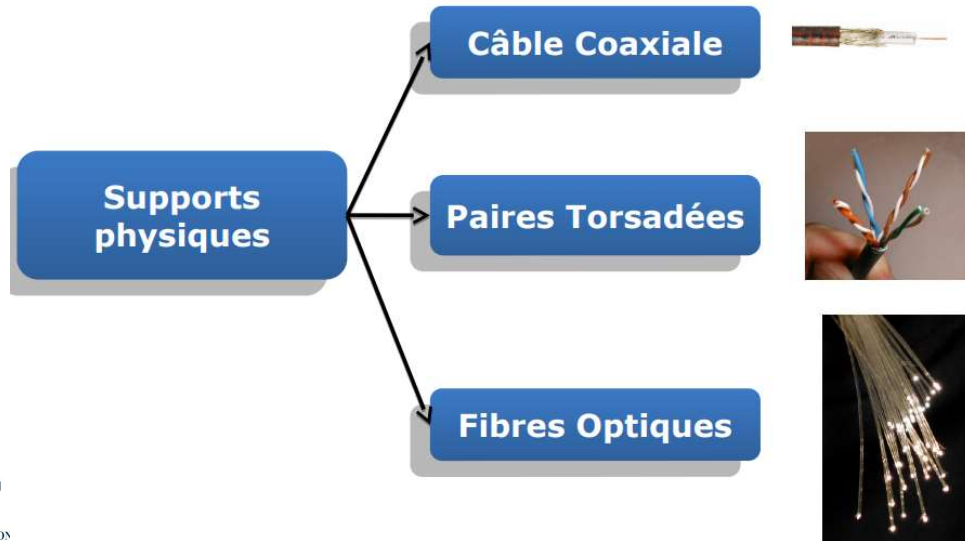 Câble Coaxiale
Supports
physiques
Paires Torsadées
Fibres Optiques